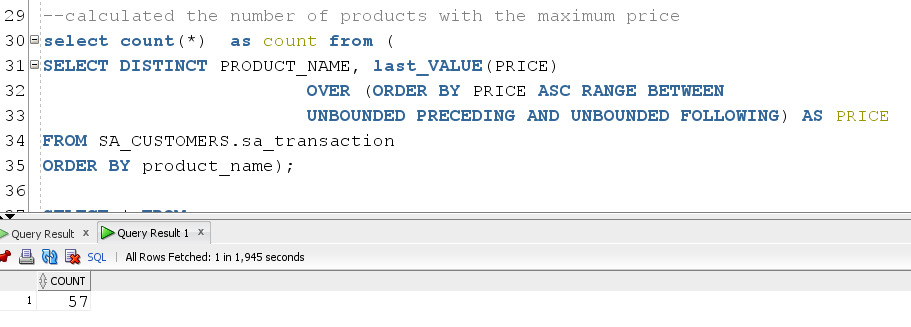 29 --calculated the number of products with the maximum price
30 select count(*)  as count from (
31 SELECT DISTINCT PRODUCT_NAME, last_VALUE(PRICE)
32 OVER (ORDER BY PRICE ASC RANGE BETWEEN
33 UNBOUNDED PRECEDING AND UNBOUNDED FOLLOWING) AS PRICE
34 FROM SA_CUSTOMERS.sa_transaction
35 ORDER BY product_name);
36
Query Result x Query Result 1 x
SQL | All Rows Fetched: 1 in 1,945 seconds
COUNT
1 57